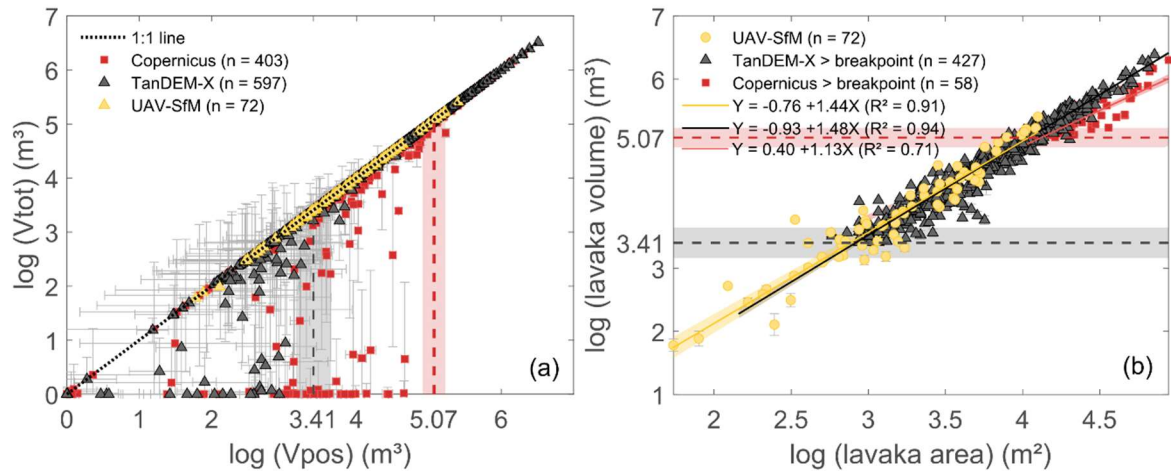 7
6
5
4
3
2
1
0
log (Vtot) (m³)
1:1 line
Copernicus (n = 403)
TanDEM-X (n = 597)
UAV-SfM (n = 72)
(a)
0 1 2 3.41 4 5.07 6
log (Vpos) (m³)
7
6
5.07
3.41
3
2
1
log (lavaka volume) (m³)
UAV-SfM (n = 72)
TanDEM-X > breakpoint (n = 427)
Copernicus > breakpoint (n = 58)
Y = -0.76 +1.44X (R² = 0.91)
Y = -0.93 +1.48X (R² = 0.94)
Y = 0.40 +1.13X (R² = 0.71)
(b)
2 2.5 3 3.5 4 4.5
log (lavaka area) (m²)